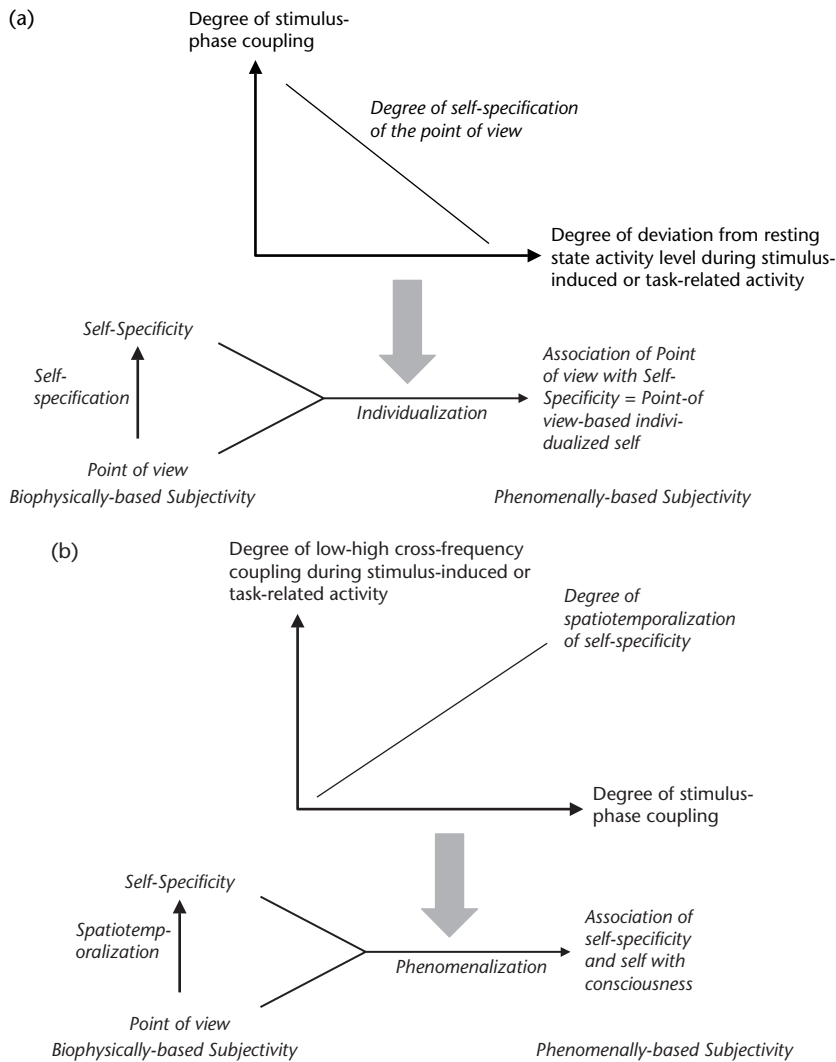 (a)
Degree of stimulus-
phase coupling
Degree of self-specification
of the point of view
Degree of deviation from resting
state activity level during stimulus-
induced or task-related activity
Self-Specificity
Self-
specification
Point of view
Biophysically-based Subjectivity
Individualization
Association of Point
of view with Self-
Specificity = Point-of
view-based indivi-
dualized self
Phenomenally-based Subjectivity
(b)
Degree of low-high cross-frequency
coupling during stimulus-induced or
task-related activity
Degree of
spatiotemporalization
of self-specificity
Degree of stimulus-
phase coupling
Self-Specificity
Spatiotemp-
oralization
Point of view
Biophysically-based Subjectivity
Phenomenalization
Association of
self-specificity
and self with
consciousness
Phenomenally-based Subjectivity